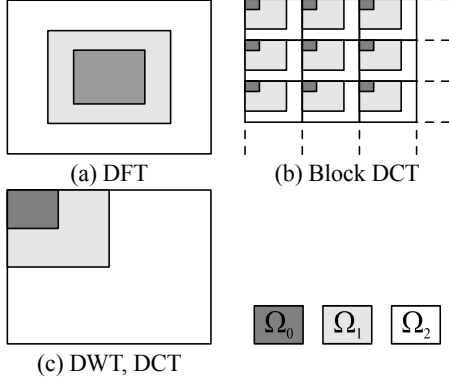 (a) DFT
(b) Block DCT
(c) DWT, DCT
Ω₀ Ω₁ Ω₂